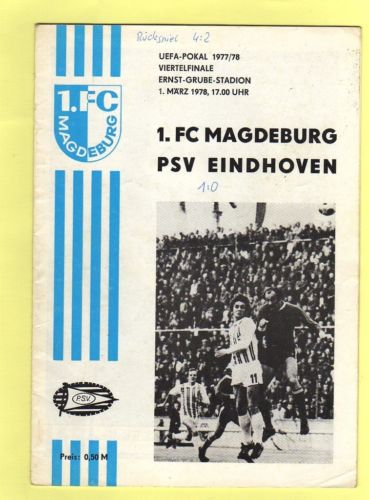 Rückspiel 4:2
UEFA-POKAL 1977/78
VIERTELFINALE
ERNST-GRUBE-STADION
1. MÄRZ 1978, 17.00 UHR
1. FC
MAGDEBURG
1. FC MAGDEBURG
PSV EINDHOVEN
1:0
11
P.S.V.
Preis: 0,50 M